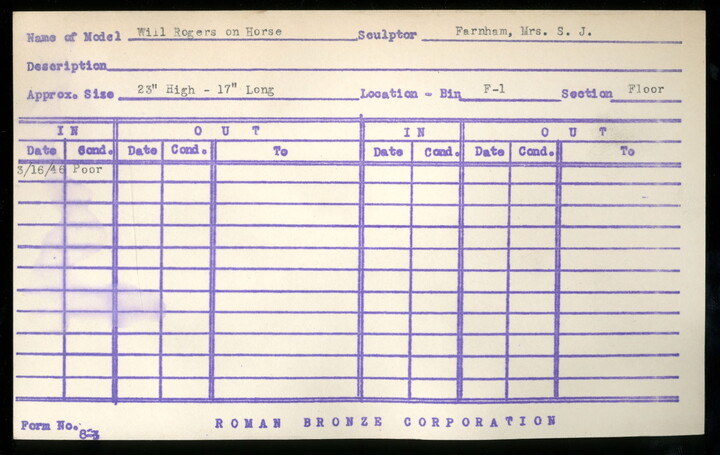 Name of Model Will Rogers on Horse Sculptor Farnham, Mrs. S. J.
Description
Approx. Size 23" High - 17" Long Location - Bin F-1 Section Floor
IN OUT IN OUT
Date Cond. Date Cond. To Date Cond. Date Cond. To
3/16/46 Poor
Form No. 8-3 ROMAN BRONZE CORPORATION